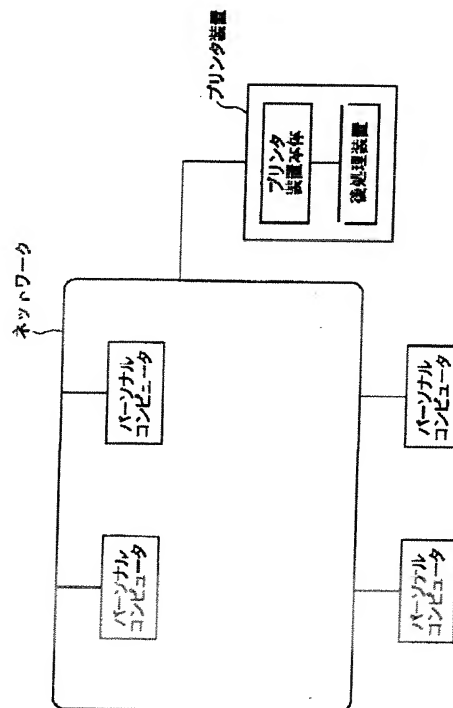 ネットワーク
プリンタ装置
プリンタ
装置本体
後処理装置
パーソナル
コンピュータ
パーソナル
コンピュータ
パーソナル
コンピュータ
パーソナル
コンピュータ